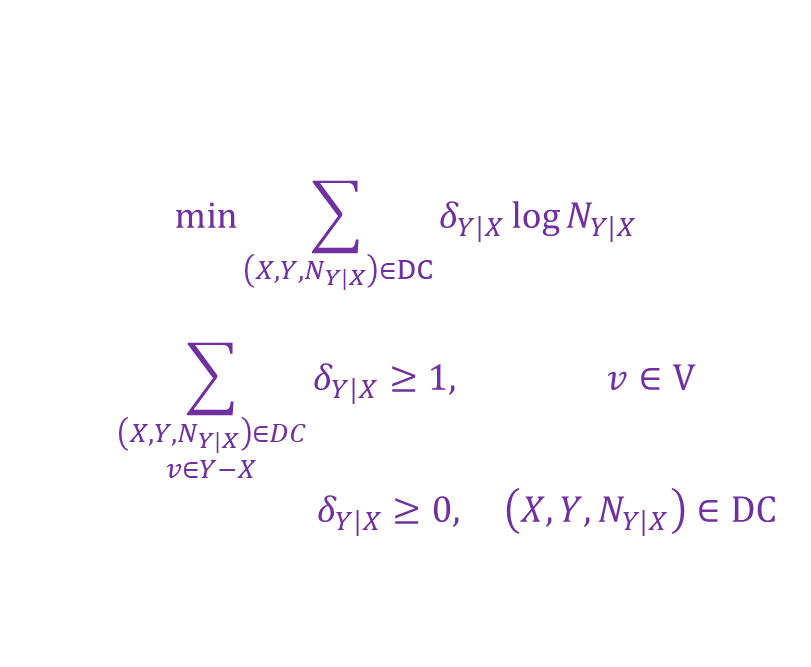 min ∑ δ_{Y|X} log N_{Y|X}
(X,Y,N_{Y|X})∈DC
∑ δ_{Y|X} ≥ 1, v ∈ V
(X,Y,N_{Y|X})∈DC
v∈Y−X
δ_{Y|X} ≥ 0, (X, Y, N_{Y|X}) ∈ DC